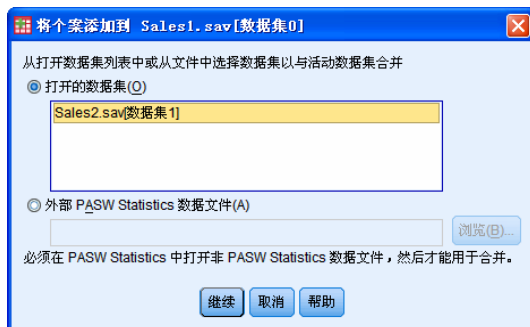 将个案添加到 Sales1.sav[数据集0]
从打开数据集列表中或从文件中选择数据集以与活动数据集合并
打开的数据集(O)
Sales2.sav[数据集1]
外部 PASW Statistics 数据文件(A)
浏览(B)...
必须在 PASW Statistics 中打开非 PASW Statistics 数据文件，然后才能用于合并。
继续 取消 帮助